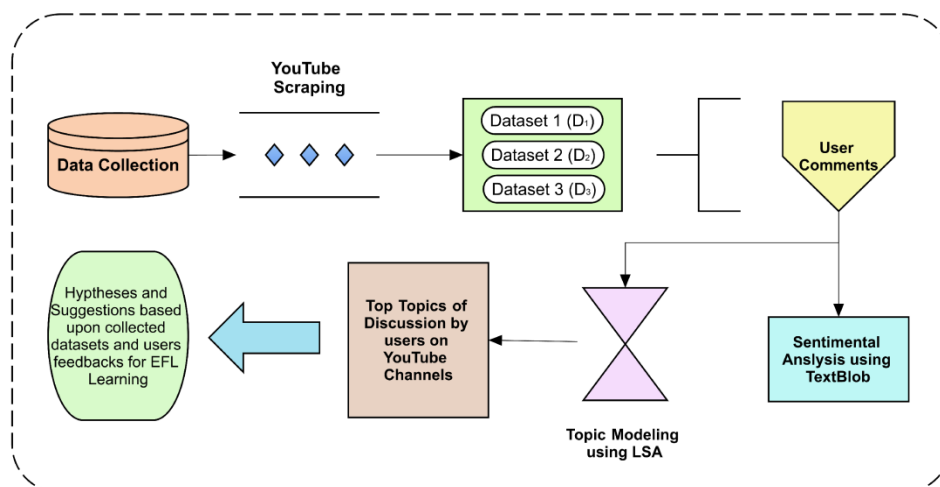 YouTube
Scraping
Data Collection
Dataset 1 (D₁)
Dataset 2 (D₂)
Dataset 3 (D₃)
User
Comments
Hyptheses and
Suggestions based
upon collected
datasets and users
feedbacks for EFL
Learning
Top Topics of
Discussion by
users on
YouTube
Channels
Topic Modeling
using LSA
Sentimental
Anslysis using
TextBlob